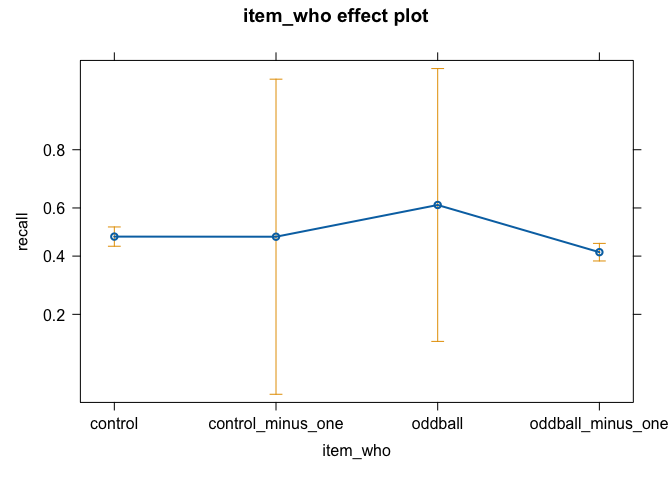 item_who effect plot
recall
0.8
0.6
0.4
0.2
control control_minus_one oddball oddball_minus_one
item_who